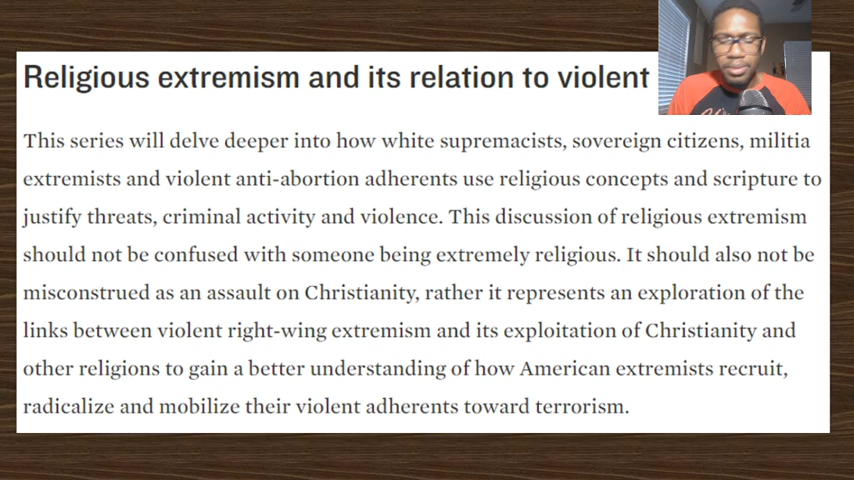 Religious extremism and its relation to violent
This series will delve deeper into how white supremacists, sovereign citizens, militia
extremists and violent anti-abortion adherents use religious concepts and scripture to
justify threats, criminal activity and violence. This discussion of religious extremism
should not be confused with someone being extremely religious. It should also not be
misconstrued as an assault on Christianity, rather it represents an exploration of the
links between violent right-wing extremism and its exploitation of Christianity and
other religions to gain a better understanding of how American extremists recruit,
radicalize and mobilize their violent adherents toward terrorism.